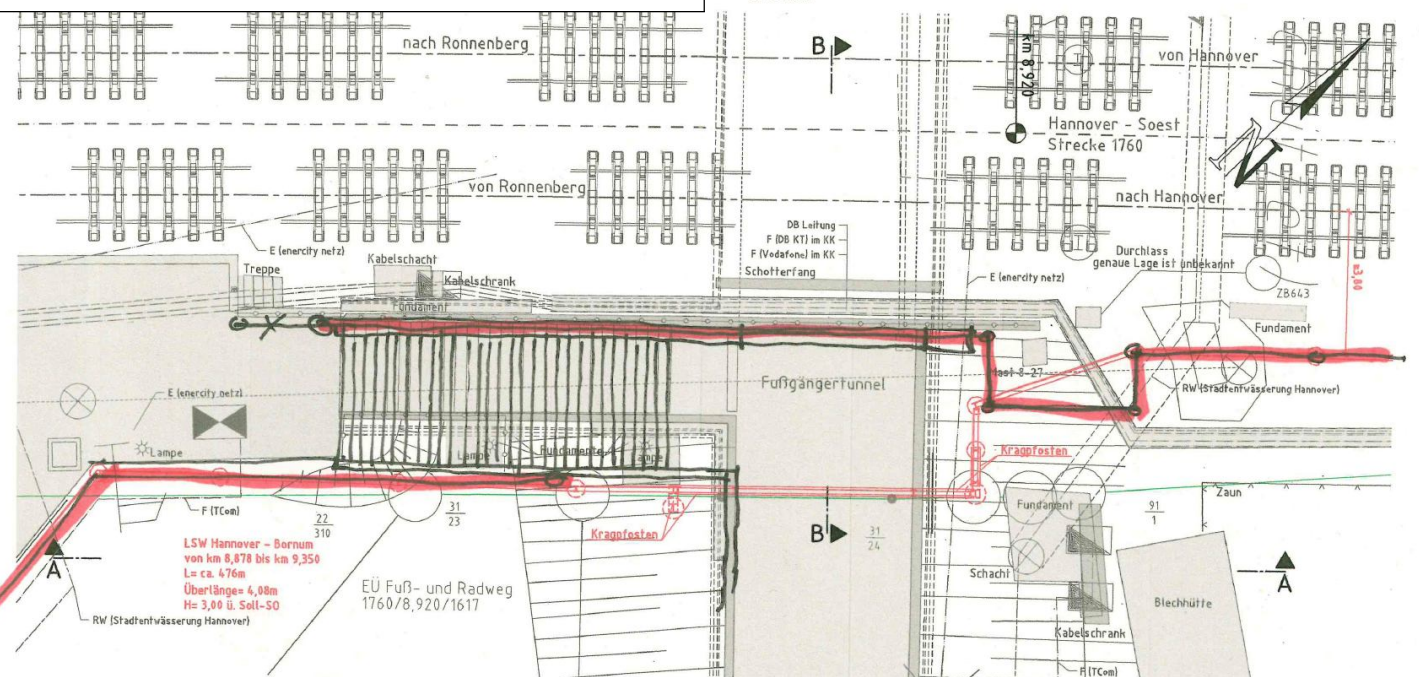 nach Ronnenberg
B
km 8,920
von Hannover
Hannover - Soest
Strecke 1760
N
von Ronnenberg
nach Hannover
DB Leitung
F (DB KT) im KK
F (Vodafone) im KK
Schotterfang
E (enercity netz)
Treppe
Kabelschacht
Kabelschrank
Fundament
E (enercity netz)
Durchlass
genaue Lage ist unbekannt
ZB643
Fundament
≥3,80
Mast 8-27
RW (Stadtentwässerung Hannover)
Fußgängertunnel
E (enercity netz)
Lampe
Lampe
Fundamente
Lampe
Kragpfosten
F (TCom)
22
310
31
23
Kragpfosten
B
31
24
Fundament
91
1
Zaun
A
LSW Hannover - Bornum
von km 8,878 bis km 9,350
L= ca. 476m
Überlänge= 4,08m
H= 3,00 ü. Soll-SO
EÜ Fuß- und Radweg
1760/8,920/1617
Schacht
A
Blechhütte
RW (Stadtentwässerung Hannover)
Kabelschrank
F (TCom)